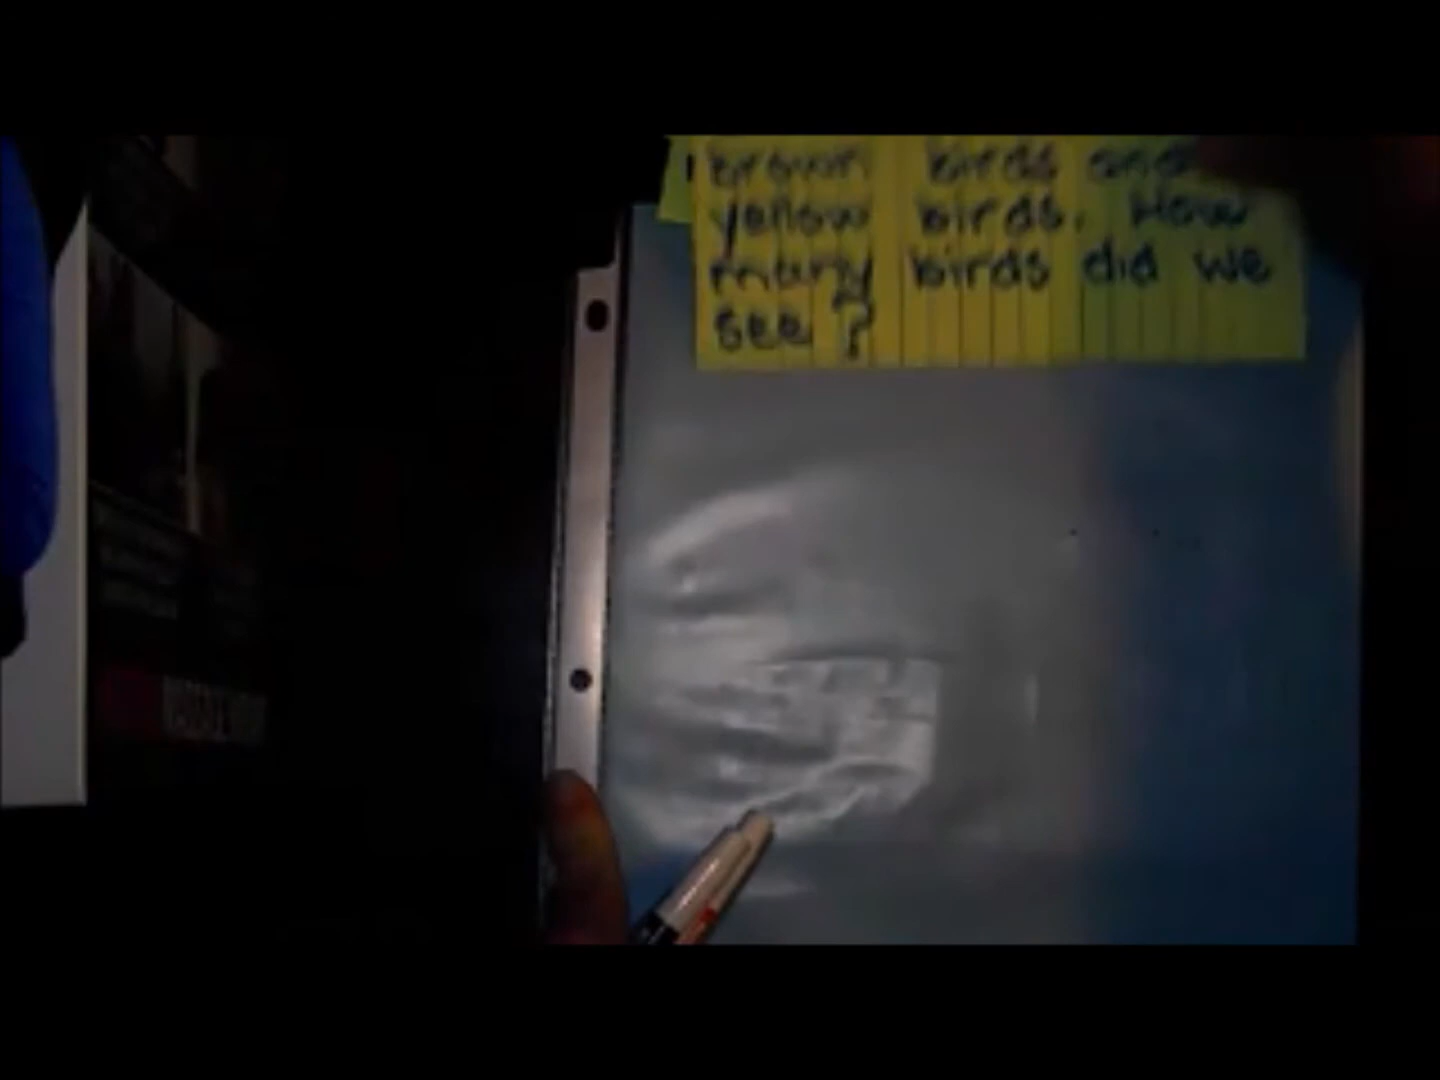 brown birds and
yellow birds. How
many birds did we
see?